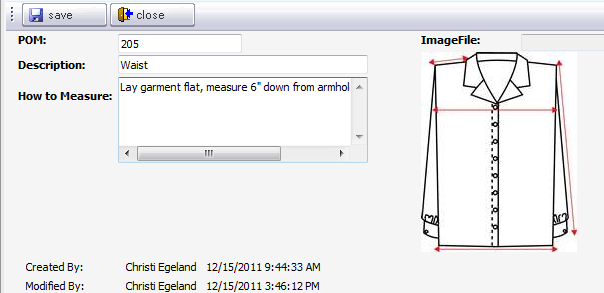 save close
POM: 205 ImageFile:
Description: Waist
How to Measure: Lay garment flat, measure 6" down from armhol
Created By: Christi Egeland 12/15/2011 9:44:33 AM
Modified By: Christi Egeland 12/15/2011 3:46:12 PM